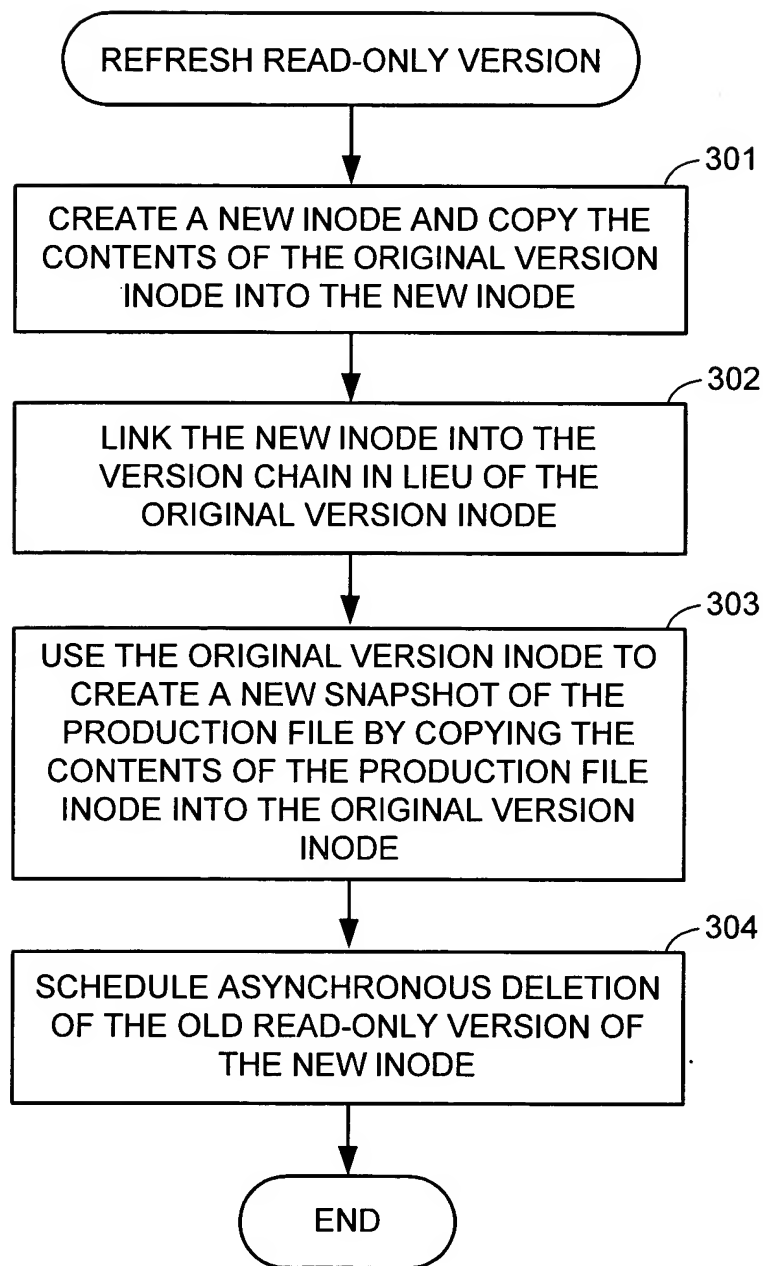 REFRESH READ-ONLY VERSION
301
CREATE A NEW INODE AND COPY THE
CONTENTS OF THE ORIGINAL VERSION
INODE INTO THE NEW INODE
302
LINK THE NEW INODE INTO THE
VERSION CHAIN IN LIEU OF THE
ORIGINAL VERSION INODE
303
USE THE ORIGINAL VERSION INODE TO
CREATE A NEW SNAPSHOT OF THE
PRODUCTION FILE BY COPYING THE
CONTENTS OF THE PRODUCTION FILE
INODE INTO THE ORIGINAL VERSION
INODE
304
SCHEDULE ASYNCHRONOUS DELETION
OF THE OLD READ-ONLY VERSION OF
THE NEW INODE
END